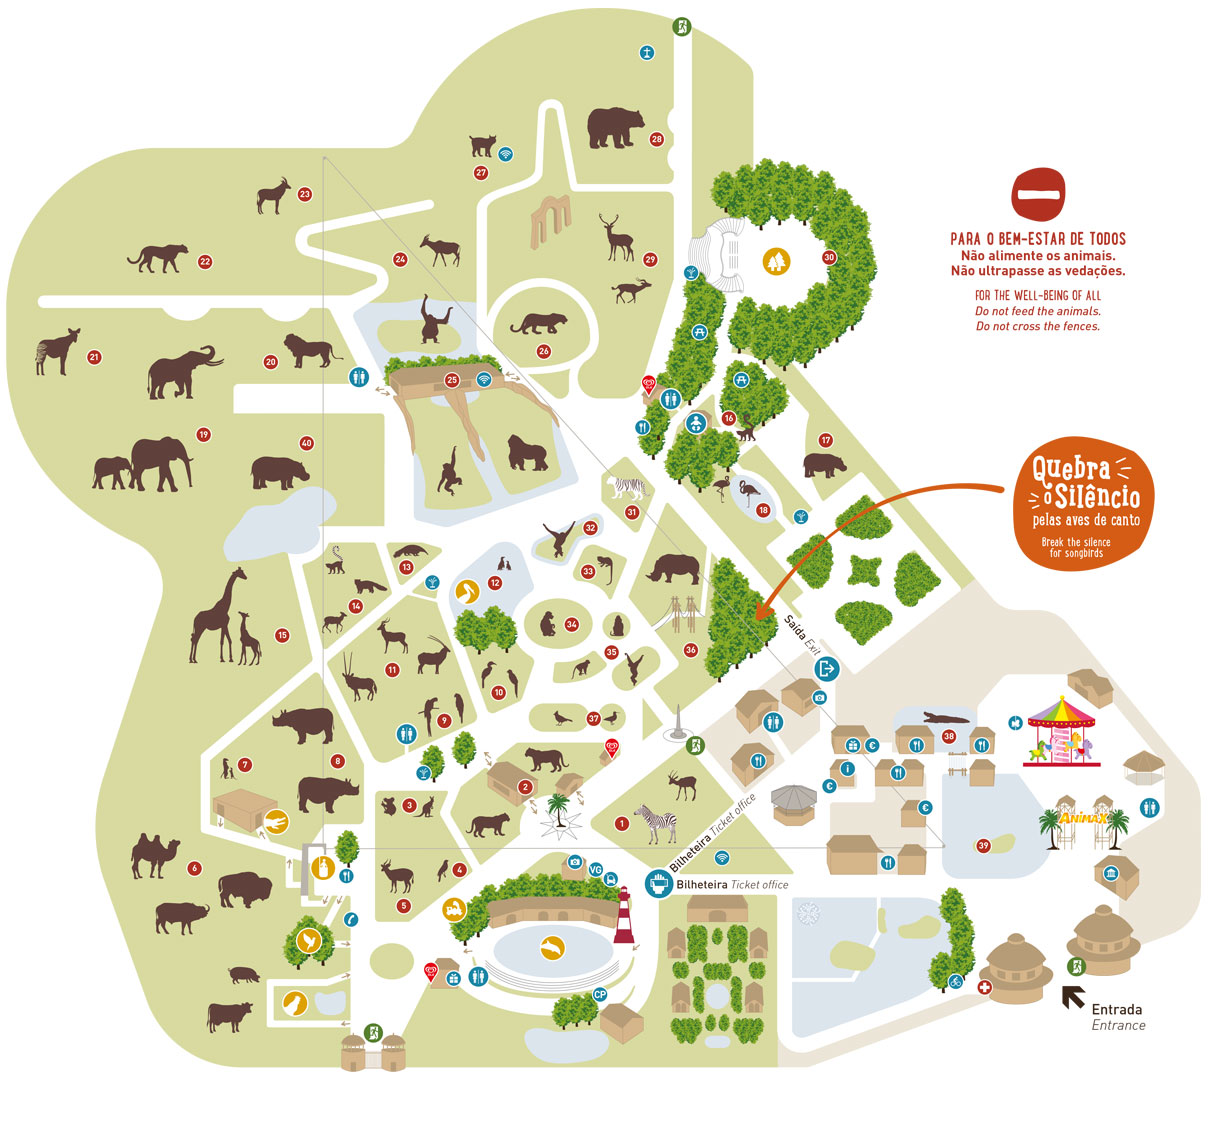 28
27
23
PARA O BEM-ESTAR DE TODOS
Não alimente os animais.
Não ultrapasse as vedações.
FOR THE WELL-BEING OF ALL
Do not feed the animals.
Do not cross the fences.
22
24
29
30
21
20
26
25
16
17
19
40
18
31
Quebra
o Silêncio
pelas aves de canto
Break the silence
for songbirds
32
13
12
33
14
15
34
35
36
11
10
9
37
Saída Exit
38
7
8
2
€
i
€
3
1
€
ANIMAX
39
6
4
5
VG
Bilheteira Ticket office
Bilheteira Ticket office
CP
Entrada
Entrance